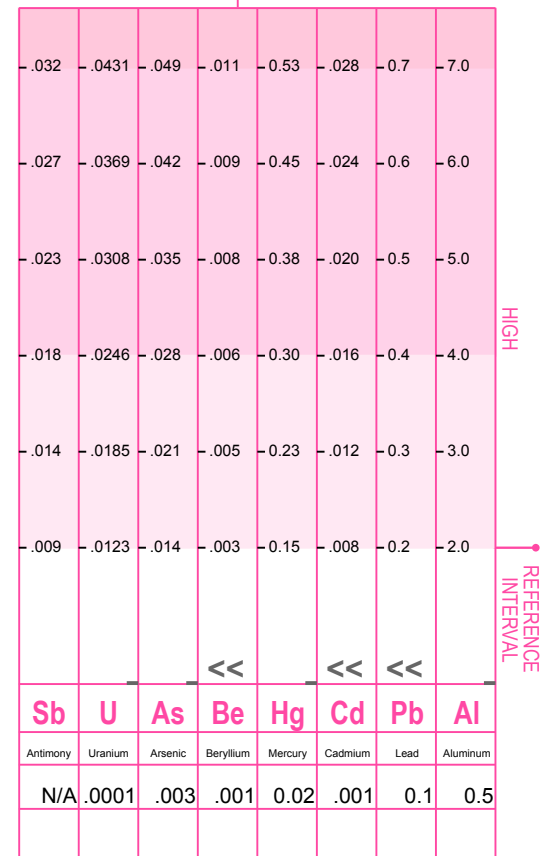 .032 .0431 .049 .011 0.53 .028 0.7 7.0
.027 .0369 .042 .009 0.45 .024 0.6 6.0
.023 .0308 .035 .008 0.38 .020 0.5 5.0
HIGH
.018 .0246 .028 .006 0.30 .016 0.4 4.0
.014 .0185 .021 .005 0.23 .012 0.3 3.0
.009 .0123 .014 .003 0.15 .008 0.2 2.0
REFERENCE
INTERVAL
<< << <<
Sb U As Be Hg Cd Pb Al
Antimony Uranium Arsenic Beryllium Mercury Cadmium Lead Aluminum
N/A .0001 .003 .001 0.02 .001 0.1 0.5